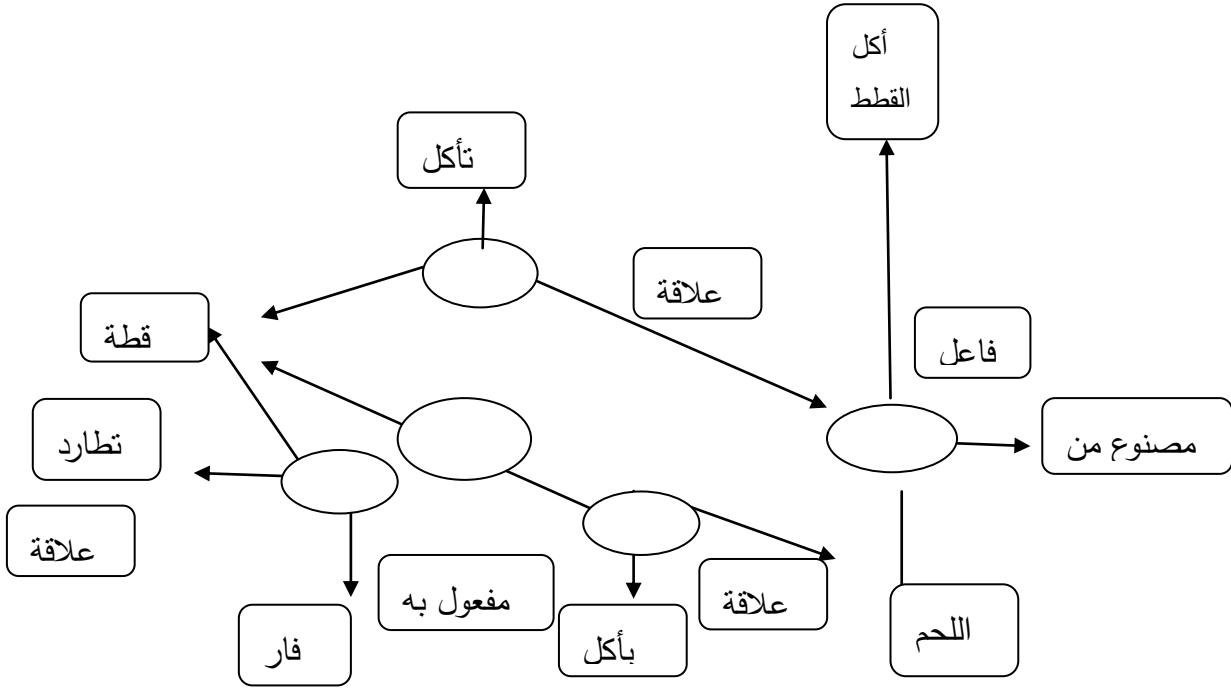 أكل
القطط
تأكل
علاقة
قطة
فاعل
تطارد
مصنوع من
علاقة
مفعول به
علاقة
فار
بأكل
اللحم